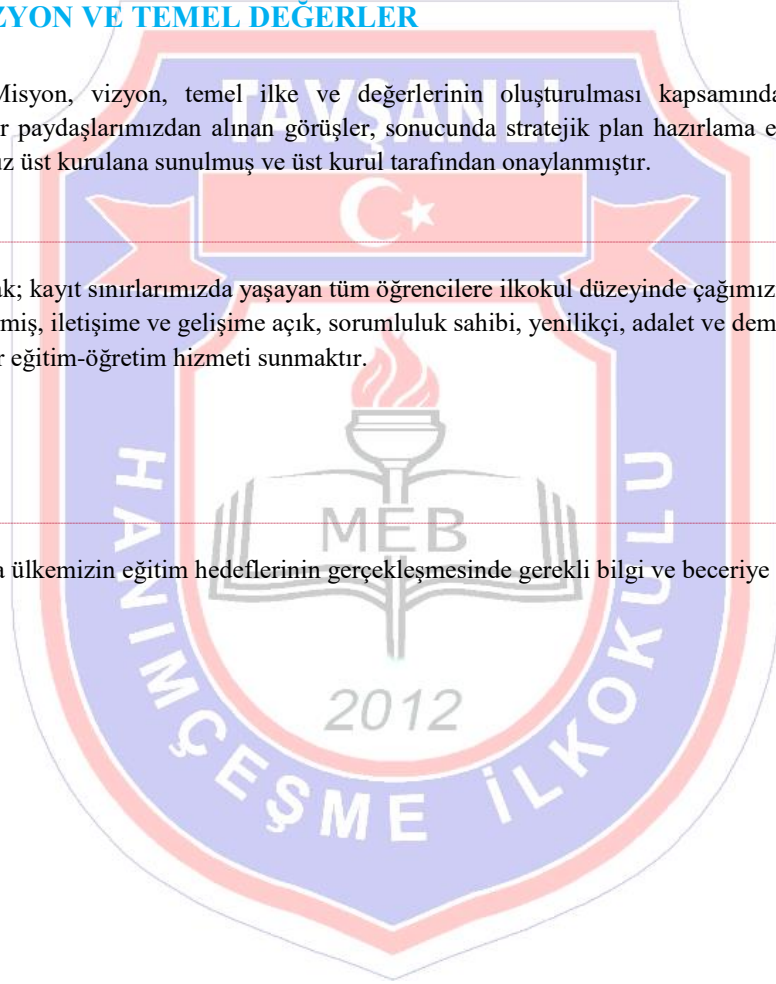 ZYON VE TEMEL DEĞERLER
Misyon, vizyon, temel ilke ve değerlerinin oluşturulması kapsamında
r paydaşlarımızdan alınan görüşler, sonucunda stratejik plan hazırlama e
uz üst kurulana sunulmuş ve üst kurul tarafından onaylanmıştır.
ak; kayıt sınırlarımızda yaşayan tüm öğrencilere ilkokul düzeyinde çağımız
miş, iletişime ve gelişime açık, sorumluluk sahibi, yenilikçi, adalet ve dem
r eğitim-öğretim hizmeti sunmaktır.
a ülkemizin eğitim hedeflerinin gerçekleşmesinde gerekli bilgi ve beceriye
TAVŞANLI
MEB
2012
HANIMÇEŞME İLKOKULU